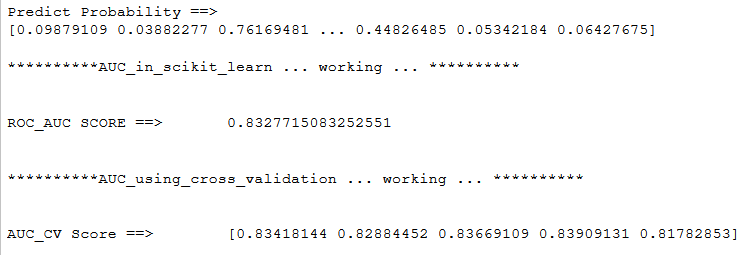 Predict Probability ==>
[0.09879109 0.03882277 0.76169481 ... 0.44826485 0.05342184 0.06427675]
**********AUC_in_scikit_learn ... working ... **********
ROC_AUC SCORE ==> 0.8327715083252551
**********AUC_using_cross_validation ... working ... **********
AUC_CV Score ==> [0.83418144 0.82884452 0.83669109 0.83909131 0.81782853]